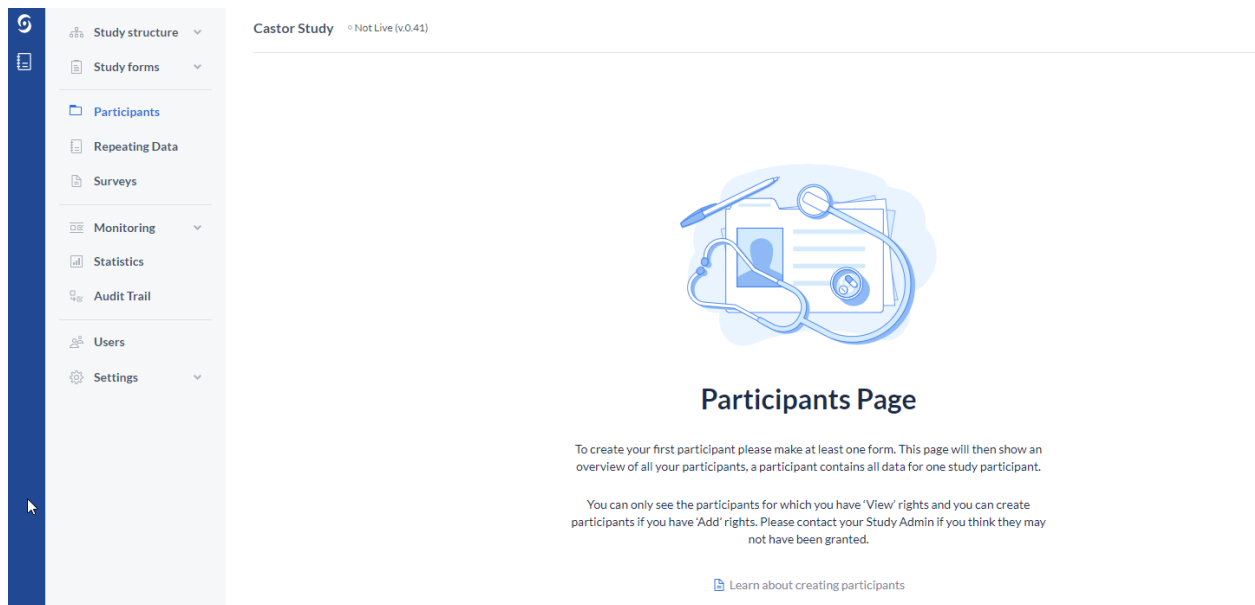 Castor Study
Not Live (v.0.41)
Study structure
Study forms
Participants
Repeating Data
Surveys
Monitoring
Statistics
Audit Trail
Users
Settings
Participants Page
To create your first participant please make at least one form. This page will then show an
overview of all your participants, a participant contains all data for one study participant.
You can only see the participants for which you have ‘View’ rights and you can create
participants if you have ‘Add’ rights. Please contact your Study Admin if you think they may
not have been granted.
Learn about creating participants